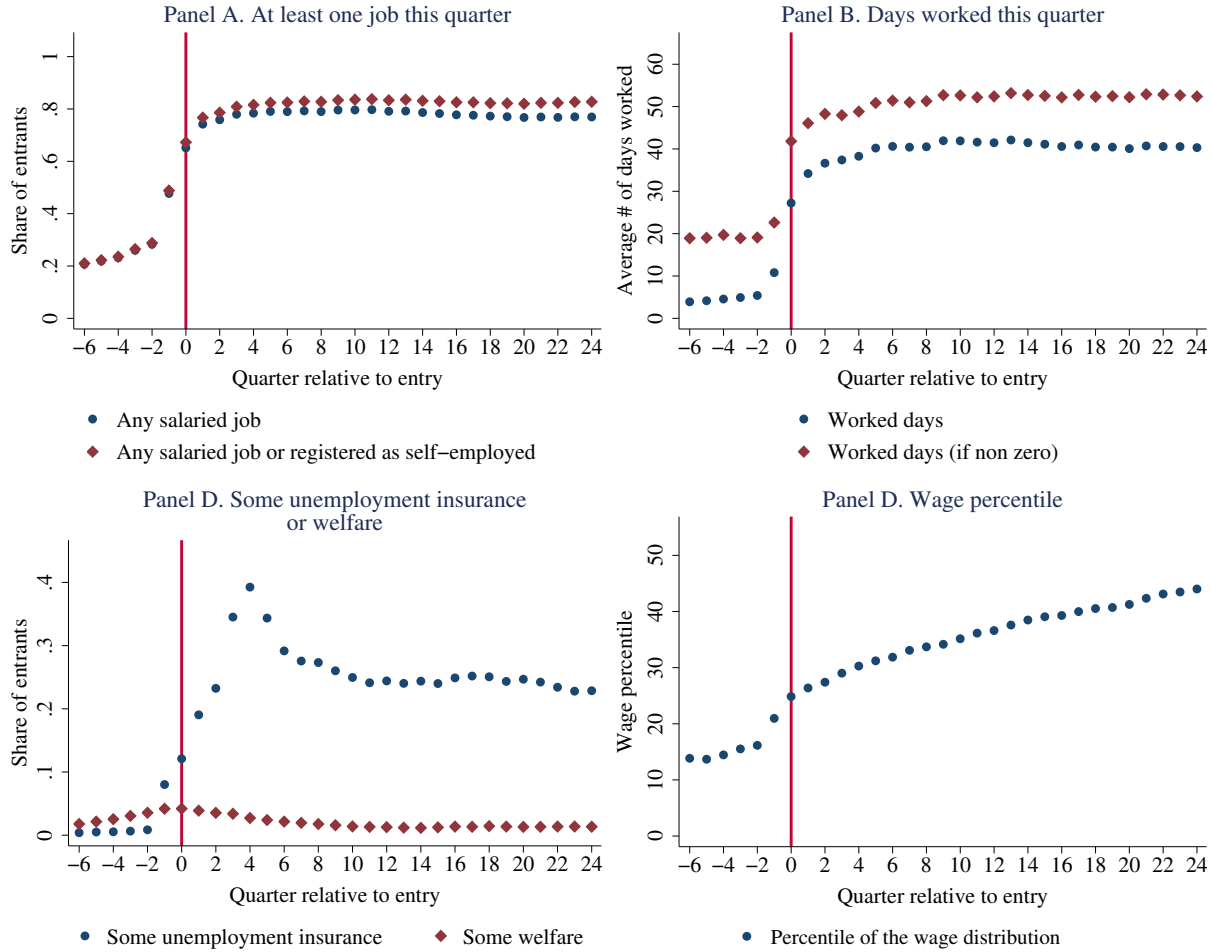 Panel A. At least one job this quarter
Share of entrants
0 .2 .4 .6 .8 1
−6 −4 −2 0 2 4 6 8 10 12 14 16 18 20 22 24
Quarter relative to entry
Any salaried job
Any salaried job or registered as self−employed
Panel B. Days worked this quarter
Average # of days worked
0 10 20 30 40 50 60
−6 −4 −2 0 2 4 6 8 10 12 14 16 18 20 22 24
Quarter relative to entry
Worked days
Worked days (if non zero)
Panel D. Some unemployment insurance
or welfare
Share of entrants
0 .1 .2 .3 .4
−6 −4 −2 0 2 4 6 8 10 12 14 16 18 20 22 24
Quarter relative to entry
Some unemployment insurance Some welfare
Panel D. Wage percentile
Wage percentile
0 10 20 30 40 50
−6 −4 −2 0 2 4 6 8 10 12 14 16 18 20 22 24
Quarter relative to entry
Percentile of the wage distribution